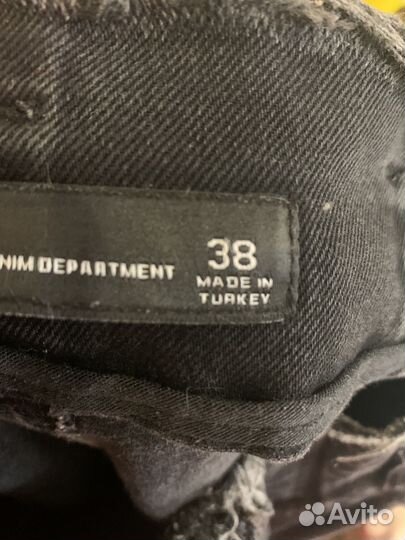 NIM DEPARTMENT
38
MADE IN
TURKEY
Avito